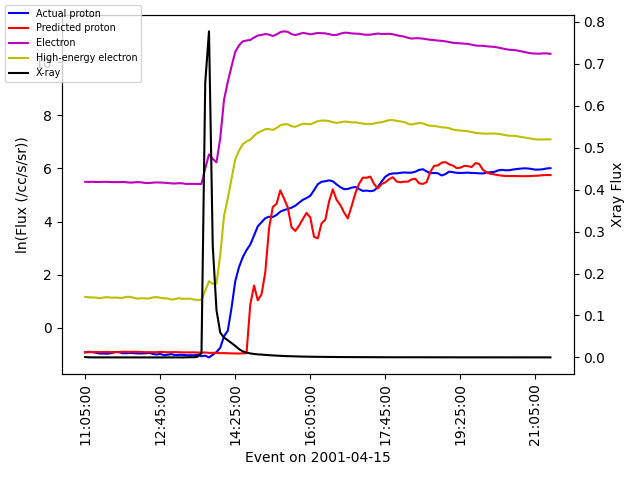 Actual proton
Predicted proton
Electron
High-energy electron
X-ray
10
8
6
4
2
0
ln(Flux (/cc/s/sr))
0.8
0.7
0.6
0.5
0.4
0.3
0.2
0.1
0.0
Xray Flux
11:05:00
12:45:00
14:25:00
16:05:00
17:45:00
19:25:00
21:05:00
Event on 2001-04-15